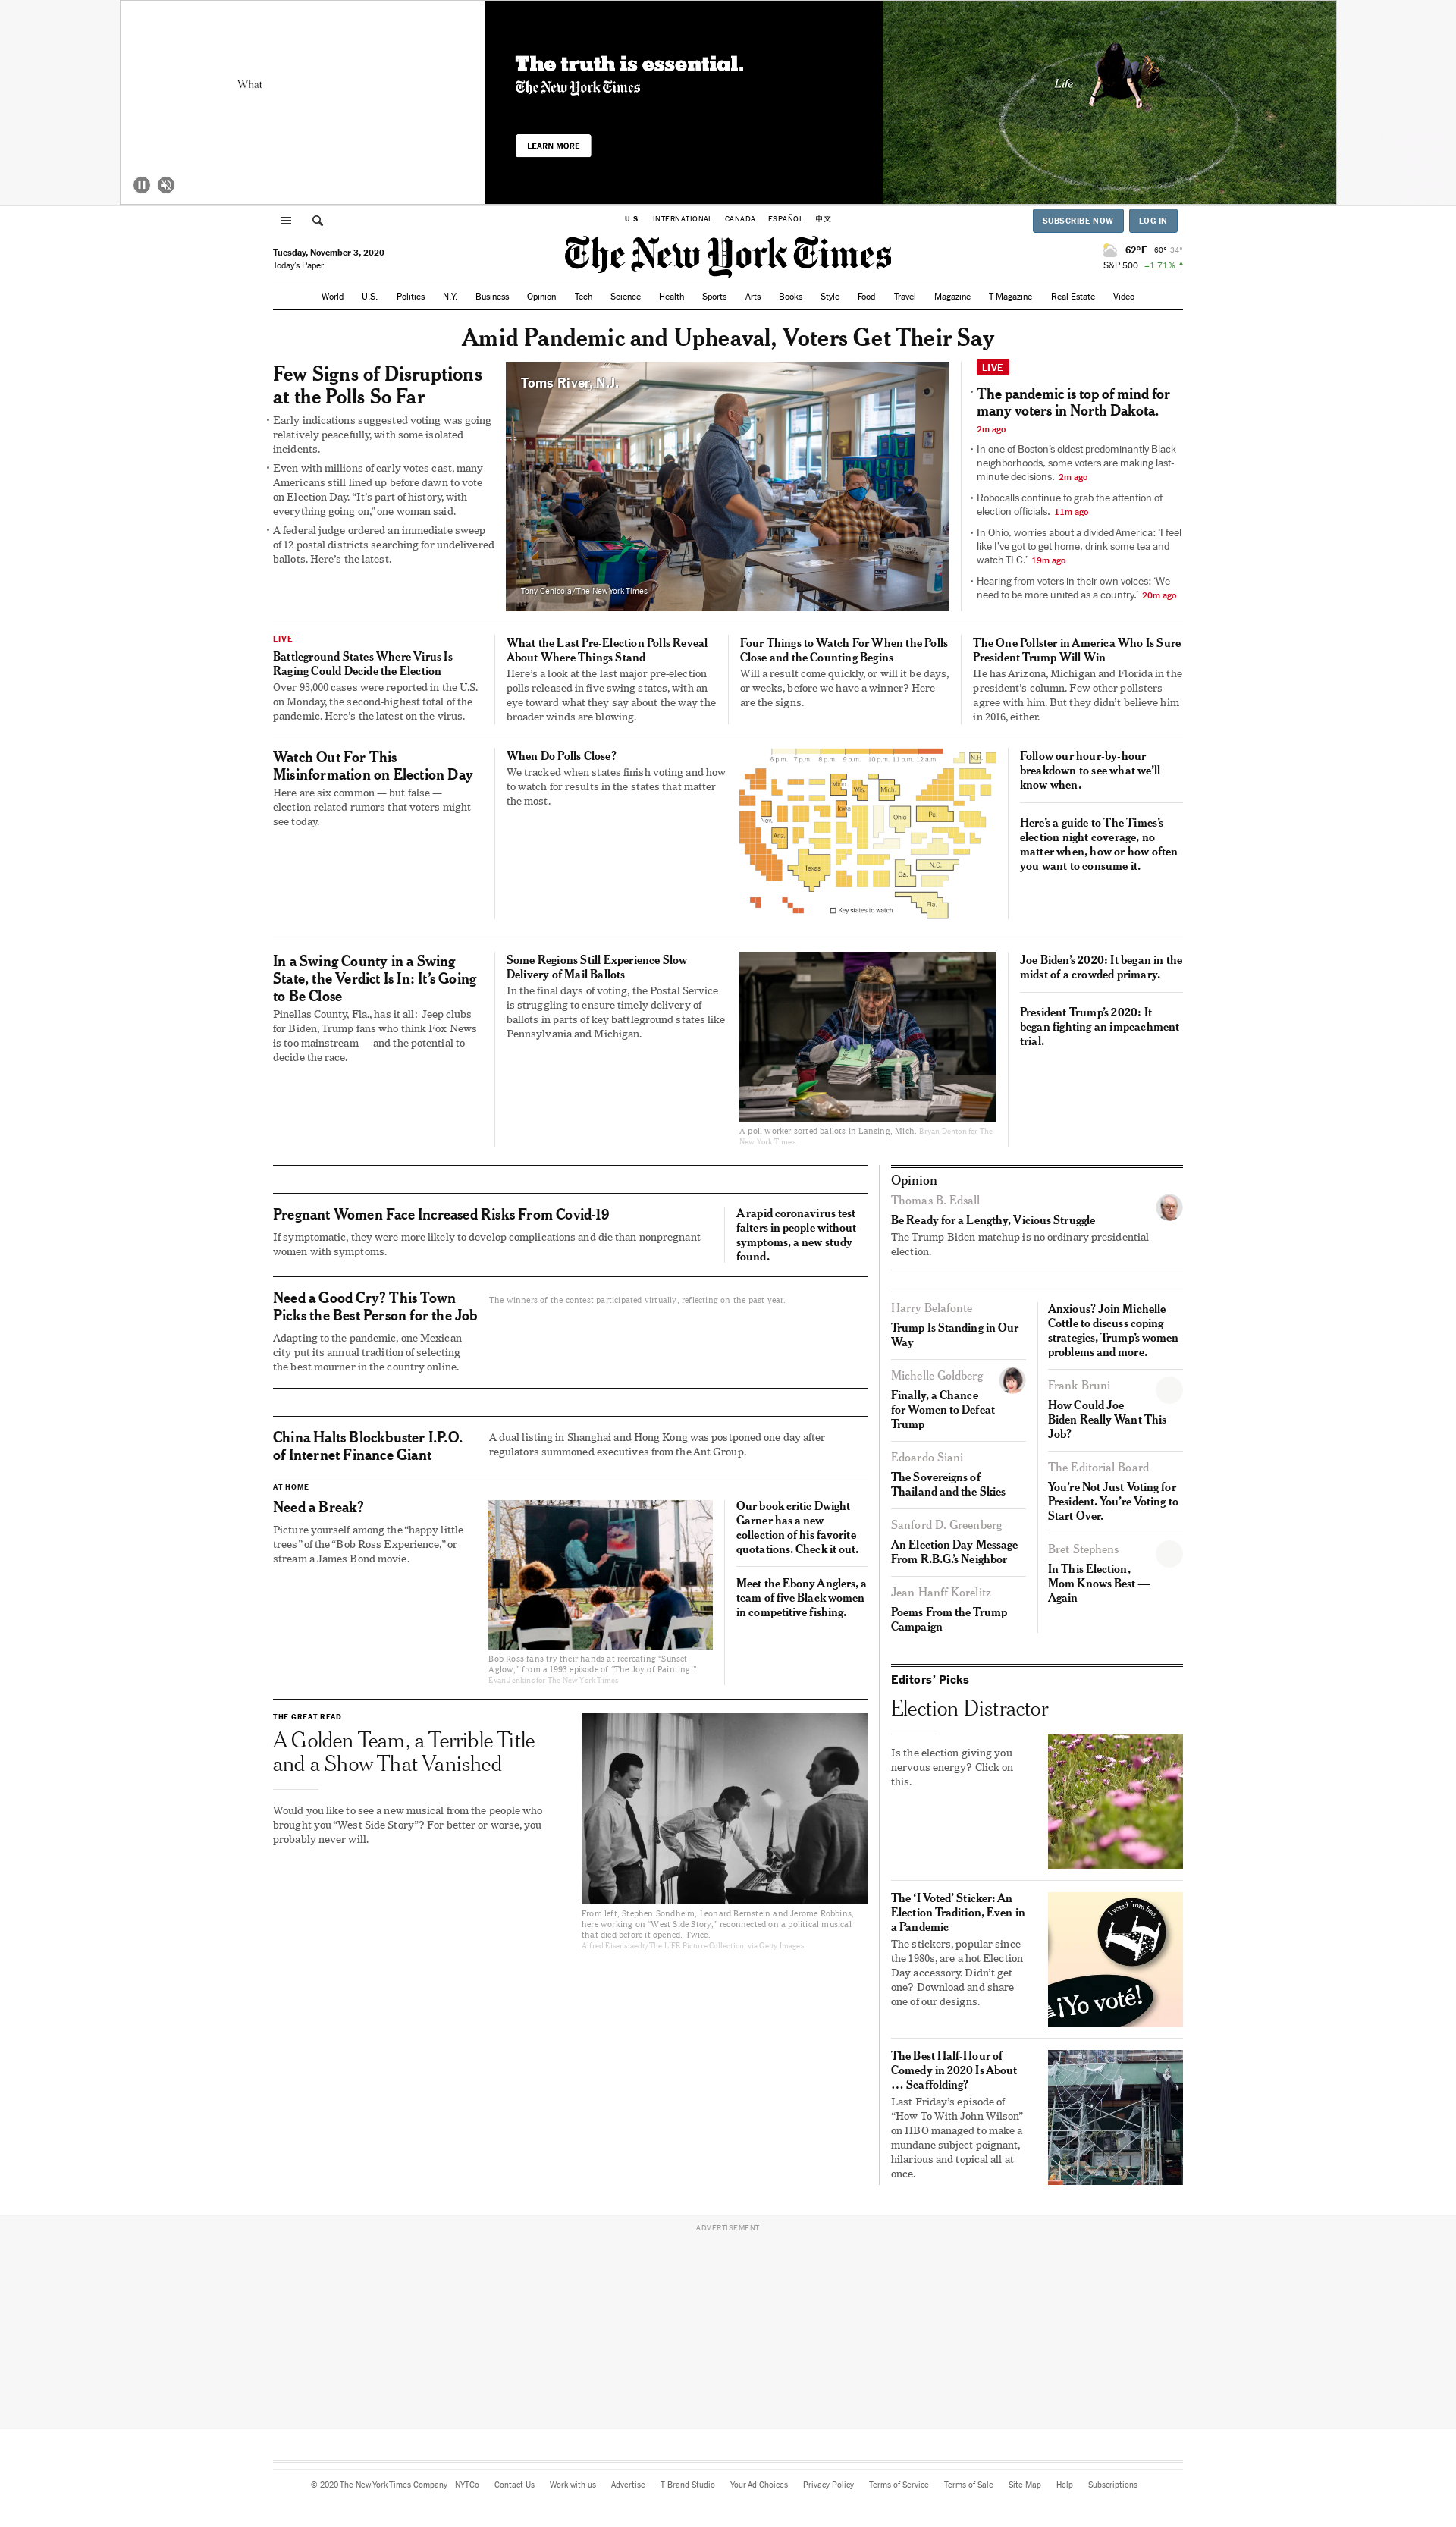 What
The truth is essential.
The New York Times
LEARN MORE
Life
U.S. INTERNATIONAL CANADA ESPAÑOL 中文
SUBSCRIBE NOW LOG IN
Tuesday, November 3, 2020
Today's Paper
The New York Times
62°F 60° 34°
S&P 500 +1.71%
World U.S. Politics N.Y. Business Opinion Tech Science Health Sports Arts Books Style Food Travel Magazine T Magazine Real Estate Video
Amid Pandemic and Upheaval, Voters Get Their Say
Few Signs of Disruptions
at the Polls So Far
• Early indications suggested voting was going
relatively peacefully, with some isolated
incidents.
• Even with millions of early votes cast, many
Americans still lined up before dawn to vote
on Election Day. “It’s part of history, with
everything going on,” one woman said.
• A federal judge ordered an immediate sweep
of 12 postal districts searching for undelivered
ballots. Here’s the latest.
Toms River, N.J.
Tony Cenicola/The New York Times
LIVE
• The pandemic is top of mind for
many voters in North Dakota.
2m ago
• In one of Boston’s oldest predominantly Black
neighborhoods, some voters are making last-
minute decisions. 2m ago
• Robocalls continue to grab the attention of
election officials. 11m ago
• In Ohio, worries about a divided America: ‘I feel
like I’ve got to get home, drink some tea and
watch TLC.’ 19m ago
• Hearing from voters in their own voices: ‘We
need to be more united as a country.’ 20m ago
LIVE
Battleground States Where Virus Is
Raging Could Decide the Election
Over 93,000 cases were reported in the U.S.
on Monday, the second-highest total of the
pandemic. Here’s the latest on the virus.
What the Last Pre-Election Polls Reveal
About Where Things Stand
Here’s a look at the last major pre-election
polls released in five swing states, with an
eye toward what they say about the way the
broader winds are blowing.
Four Things to Watch For When the Polls
Close and the Counting Begins
Will a result come quickly, or will it be days,
or weeks, before we have a winner? Here
are the signs.
The One Pollster in America Who Is Sure
President Trump Will Win
He has Arizona, Michigan and Florida in the
president’s column. Few other pollsters
agree with him. But they didn’t believe him
in 2016, either.
Watch Out For This
Misinformation on Election Day
Here are six common — but false —
election-related rumors that voters might
see today.
When Do Polls Close?
We tracked when states finish voting and how
to watch for results in the states that matter
the most.
6 p.m. 7 p.m. 8 p.m. 9 p.m. 10 p.m. 11 p.m. 12 a.m.
N.H.
Minn.
Wis.
Mich.
Iowa
Nev.
Ohio
Pa.
Ariz.
Texas
N.C.
Ga.
Fla.
Key states to watch
Follow our hour-by-hour
breakdown to see what we’ll
know when.
Here’s a guide to The Times’s
election night coverage, no
matter when, how or how often
you want to consume it.
In a Swing County in a Swing
State, the Verdict Is In: It’s Going
to Be Close
Pinellas County, Fla., has it all: Jeep clubs
for Biden, Trump fans who think Fox News
is too mainstream — and the potential to
decide the race.
Some Regions Still Experience Slow
Delivery of Mail Ballots
In the final days of voting, the Postal Service
is struggling to ensure timely delivery of
ballots in parts of key battleground states like
Pennsylvania and Michigan.
A poll worker sorted ballots in Lansing, Mich. Bryan Denton for The
New York Times
Joe Biden’s 2020: It began in the
midst of a crowded primary.
President Trump’s 2020: It
began fighting an impeachment
trial.
Pregnant Women Face Increased Risks From Covid-19
If symptomatic, they were more likely to develop complications and die than nonpregnant
women with symptoms.
A rapid coronavirus test
falters in people without
symptoms, a new study
found.
Need a Good Cry? This Town
Picks the Best Person for the Job
Adapting to the pandemic, one Mexican
city put its annual tradition of selecting
the best mourner in the country online.
The winners of the contest participated virtually, reflecting on the past year.
China Halts Blockbuster I.P.O.
of Internet Finance Giant
A dual listing in Shanghai and Hong Kong was postponed one day after
regulators summoned executives from the Ant Group.
AT HOME
Need a Break?
Picture yourself among the “happy little
trees” of the “Bob Ross Experience,” or
stream a James Bond movie.
Bob Ross fans try their hands at recreating “Sunset
Aglow,” from a 1993 episode of “The Joy of Painting.”
Evan Jenkins for The New York Times
Our book critic Dwight
Garner has a new
collection of his favorite
quotations. Check it out.
Meet the Ebony Anglers, a
team of five Black women
in competitive fishing.
THE GREAT READ
A Golden Team, a Terrible Title
and a Show That Vanished
Would you like to see a new musical from the people who
brought you “West Side Story”? For better or worse, you
probably never will.
From left, Stephen Sondheim, Leonard Bernstein and Jerome Robbins,
here working on “West Side Story,” reconnected on a political musical
that died before it opened. Twice.
Alfred Eisenstaedt/The LIFE Picture Collection, via Getty Images
Opinion
Thomas B. Edsall
Be Ready for a Lengthy, Vicious Struggle
The Trump-Biden matchup is no ordinary presidential
election.
Harry Belafonte
Trump Is Standing in Our
Way
Michelle Goldberg
Finally, a Chance
for Women to Defeat
Trump
Edoardo Siani
The Sovereigns of
Thailand and the Skies
Sanford D. Greenberg
An Election Day Message
From R.B.G.’s Neighbor
Jean Hanff Korelitz
Poems From the Trump
Campaign
Anxious? Join Michelle
Cottle to discuss coping
strategies, Trump’s women
problems and more.
Frank Bruni
How Could Joe
Biden Really Want This
Job?
The Editorial Board
You’re Not Just Voting for
President. You’re Voting to
Start Over.
Bret Stephens
In This Election,
Mom Knows Best —
Again
Editors’ Picks
Election Distractor
Is the election giving you
nervous energy? Click on
this.
The ‘I Voted’ Sticker: An
Election Tradition, Even in
a Pandemic
The stickers, popular since
the 1980s, are a hot Election
Day accessory. Didn’t get
one? Download and share
one of our designs.
I voted from bed.
¡Yo voté!
The Best Half-Hour of
Comedy in 2020 Is About
… Scaffolding?
Last Friday’s episode of
“How To With John Wilson”
on HBO managed to make a
mundane subject poignant,
hilarious and topical all at
once.
ADVERTISEMENT
© 2020 The New York Times Company NYTCo Contact Us Work with us Advertise T Brand Studio Your Ad Choices Privacy Policy Terms of Service Terms of Sale Site Map Help Subscriptions